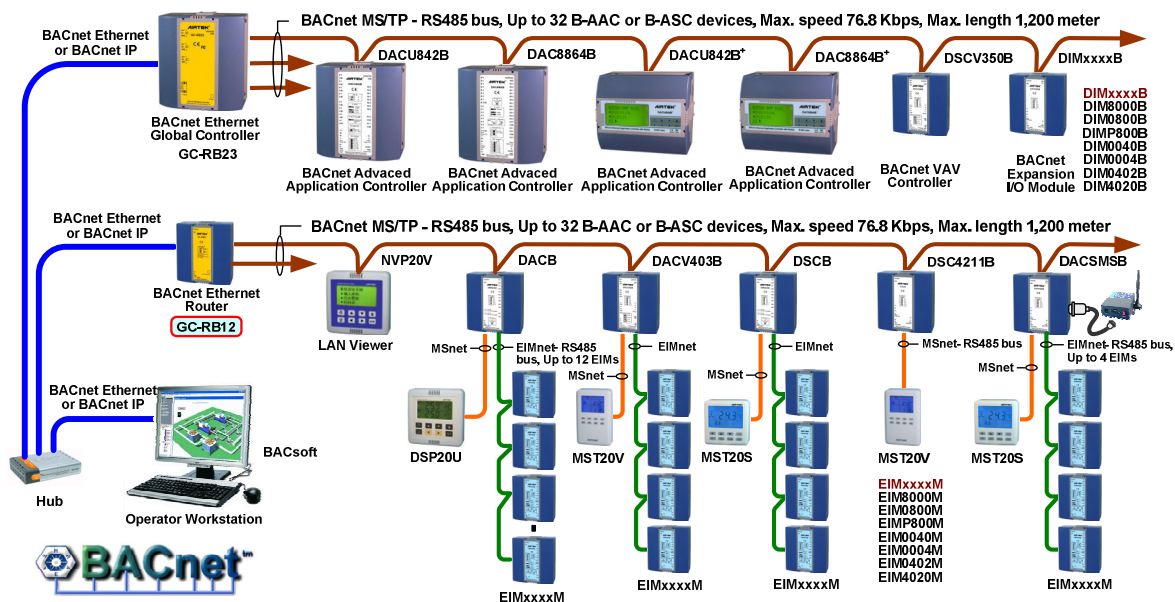 BACnet MS/TP - RS485 bus, Up to 32 B-AAC or B-ASC devices, Max. speed 76.8 Kbps, Max. length 1,200 meter
BACnet Ethernet
or BACnet IP
DACU842B
DAC8864B
DACU842B+
DAC8864B+
DSCV350B
DIMxxxxB
BACnet Ethernet
Global Controller
GC-RB23
BACnet Advaced
Application Controller
BACnet Advaced
Application Controller
BACnet Advaced
Application Controller
BACnet Advaced
Application Controller
BACnet VAV
Controller
BACnet
Expansion
I/O Module
DIMxxxxB
DIM8000B
DIM0800B
DIMP800B
DIM0040B
DIM0004B
DIM0402B
DIM4020B
BACnet MS/TP - RS485 bus, Up to 32 B-AAC or B-ASC devices, Max. speed 76.8 Kbps, Max. length 1,200 meter
BACnet Ethernet
or BACnet IP
NVP20V
DACB
DACV403B
DSCB
DSC4211B
DACSMSB
BACnet Ethernet
Router
GC-RB12
LAN Viewer
MSnet
EIMnet- RS485
bus, Up to 12 EIMs
EIMnet
MSnet
EIMnet
MSnet
MSnet- RS485 bus
EIMnet- RS485 bus,
Up to 4 EIMs
MSnet
BACnet Ethernet
or BACnet IP
BACsoft
DSP20U
MST20V
MST20S
MST20V
MST20S
Hub
Operator Workstation
EIMxxxxM
EIM8000M
EIM0800M
EIMP800M
EIM0040M
EIM0004M
EIM0402M
EIM4020M
EIMxxxxM
EIMxxxxM
EIMxxxxM
EIMxxxxM
BACnet tm